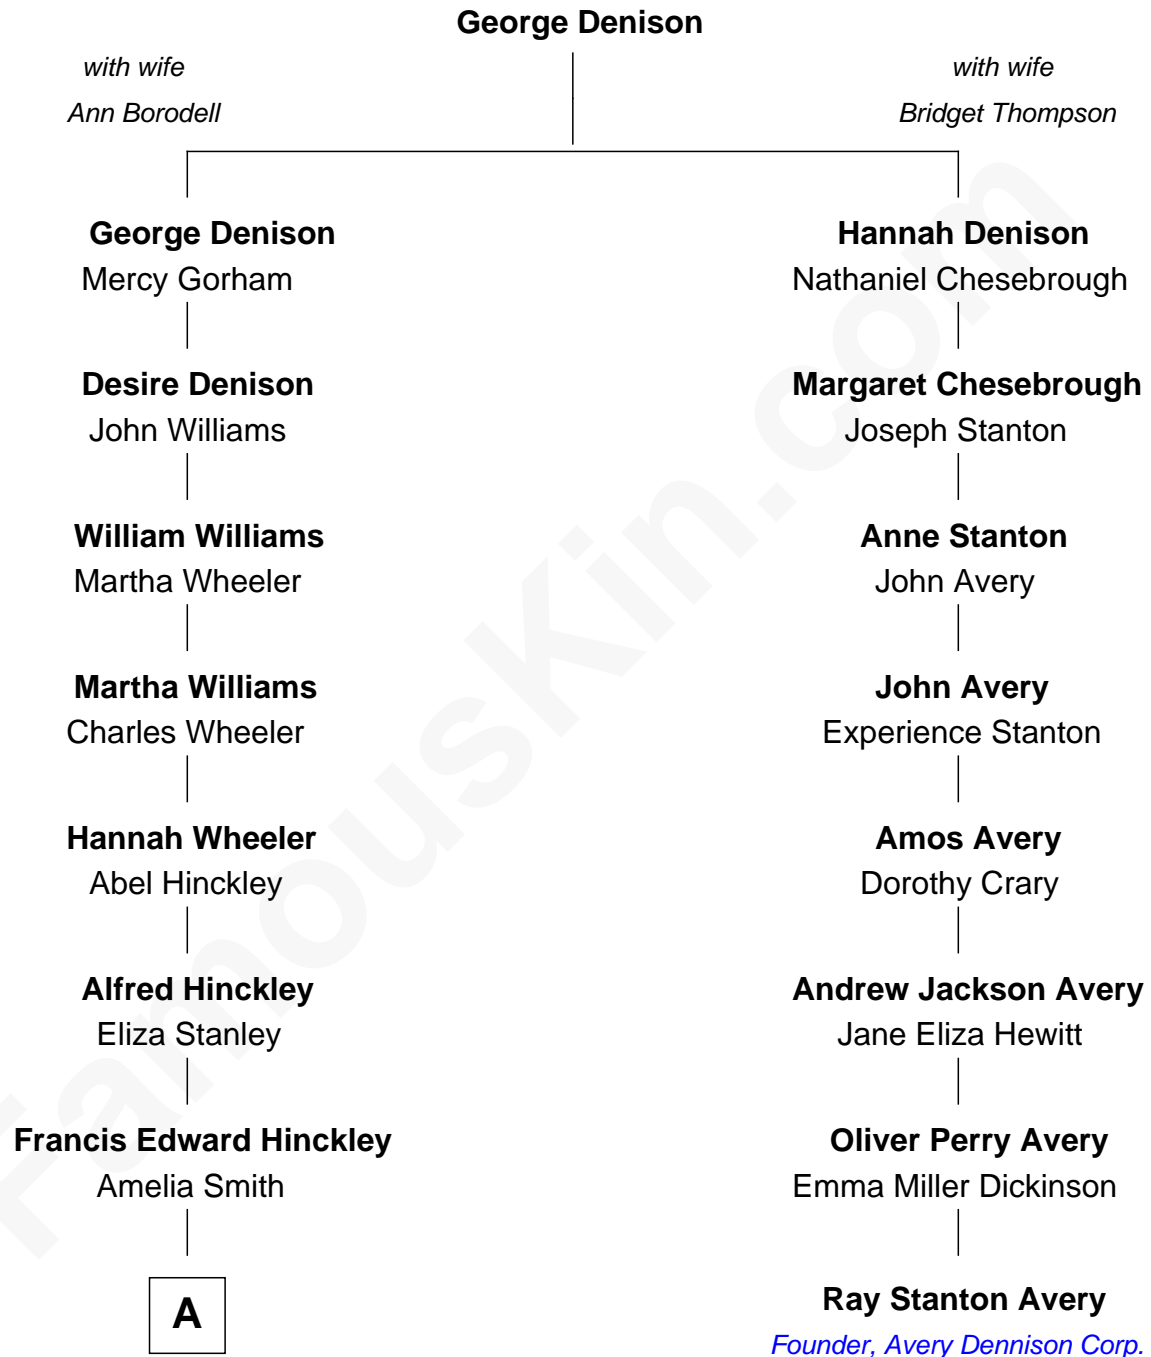 George Denison
with wife
Ann Borodell
with wife
Bridget Thompson
George Denison
Mercy Gorham
Hannah Denison
Nathaniel Chesebrough
Desire Denison
John Williams
Margaret Chesebrough
Joseph Stanton
William Williams
Martha Wheeler
Anne Stanton
John Avery
Martha Williams
Charles Wheeler
John Avery
Experience Stanton
Hannah Wheeler
Abel Hinckley
Amos Avery
Dorothy Crary
Alfred Hinckley
Eliza Stanley
Andrew Jackson Avery
Jane Eliza Hewitt
Francis Edward Hinckley
Amelia Smith
Oliver Perry Avery
Emma Miller Dickinson
A
Ray Stanton Avery
Founder, Avery Dennison Corp.
FamousKin.com